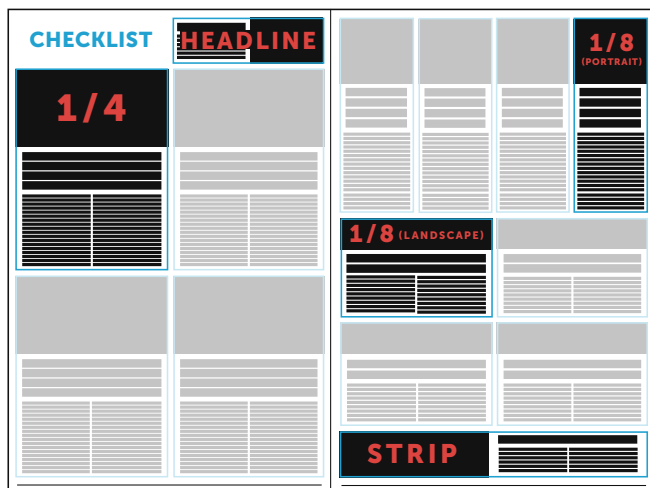 CHECKLIST
HEADLINE
1/4
1/8
(PORTRAIT)
1/8 (LANDSCAPE)
STRIP